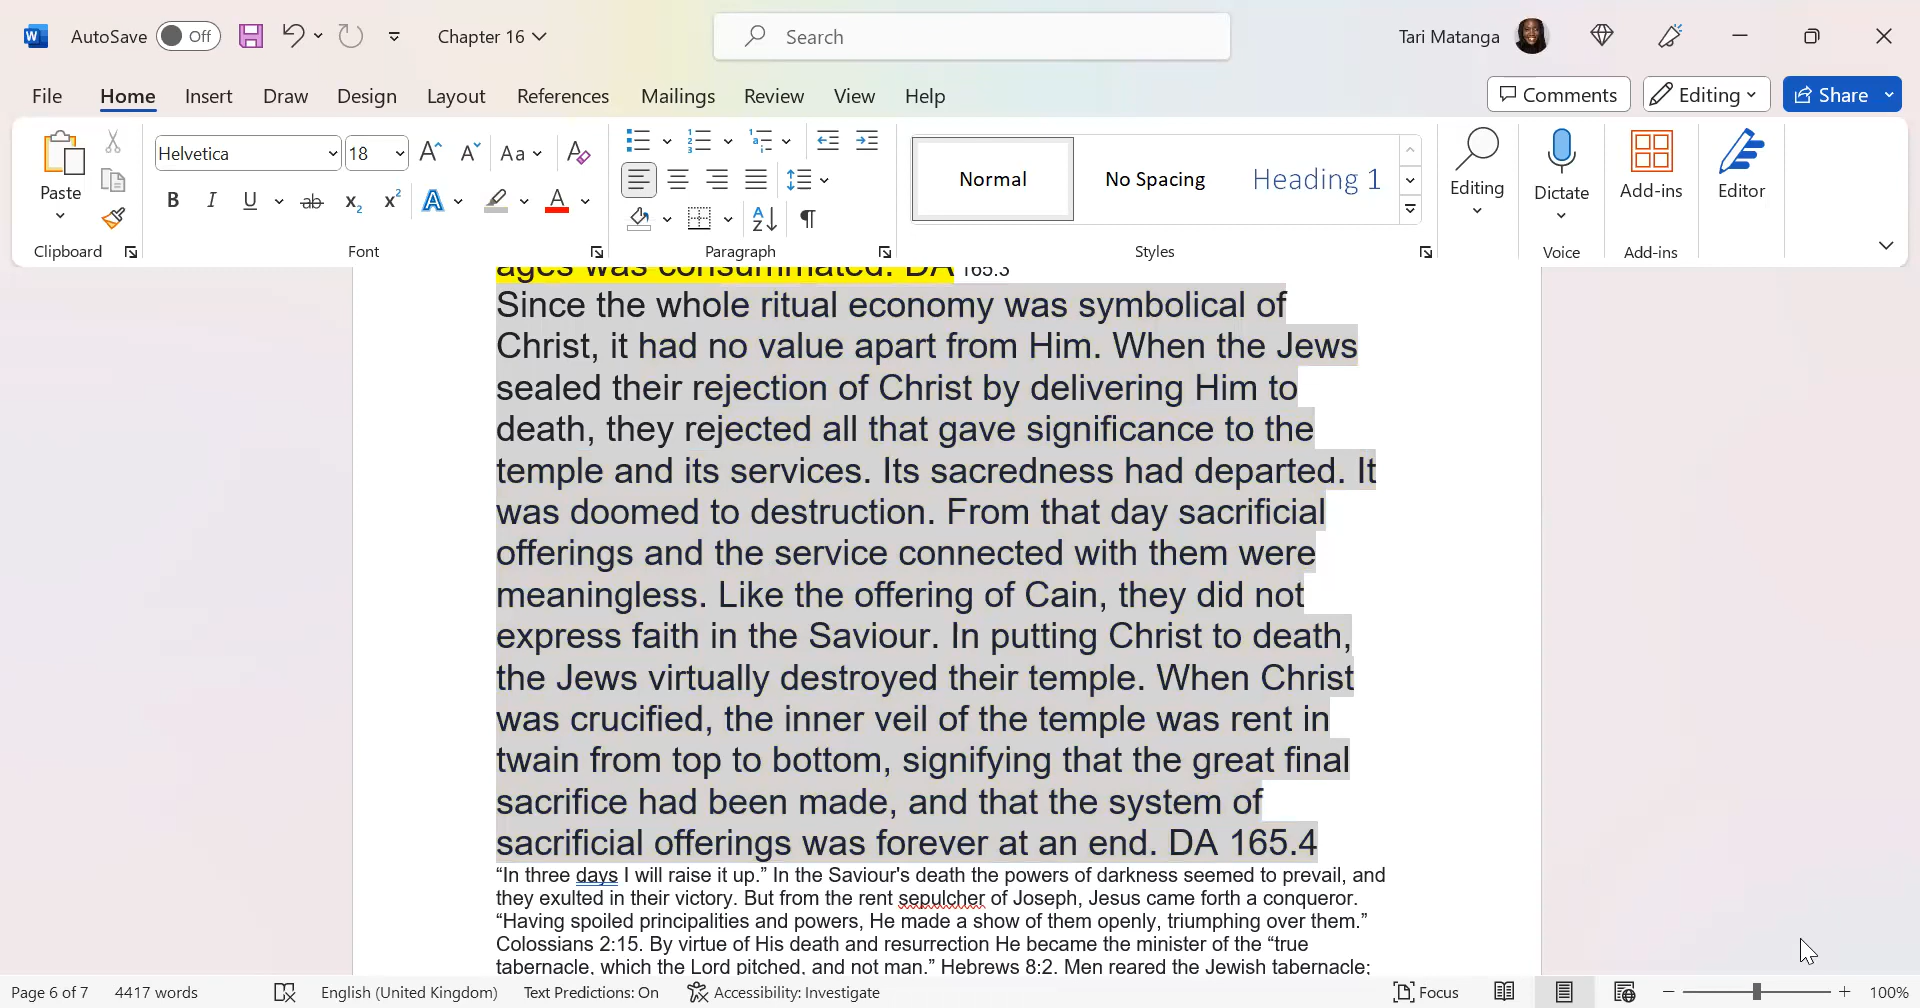 AutoSave Off Chapter 16 Search Tari Matanga
File Home Insert Draw Design Layout References Mailings Review View Help Comments Editing Share
Paste
Clipboard
Helvetica 18
Font
Paragraph
Normal No Spacing Heading 1
Styles
Editing
Dictate
Voice
Add-ins
Add-ins
Editor
ages was consummated. DA 165.3
Since the whole ritual economy was symbolical of
Christ, it had no value apart from Him. When the Jews
sealed their rejection of Christ by delivering Him to
death, they rejected all that gave significance to the
temple and its services. Its sacredness had departed. It
was doomed to destruction. From that day sacrificial
offerings and the service connected with them were
meaningless. Like the offering of Cain, they did not
express faith in the Saviour. In putting Christ to death,
the Jews virtually destroyed their temple. When Christ
was crucified, the inner veil of the temple was rent in
twain from top to bottom, signifying that the great final
sacrifice had been made, and that the system of
sacrificial offerings was forever at an end. DA 165.4
“In three days I will raise it up.” In the Saviour's death the powers of darkness seemed to prevail, and
they exulted in their victory. But from the rent sepulcher of Joseph, Jesus came forth a conqueror.
“Having spoiled principalities and powers, He made a show of them openly, triumphing over them.”
Colossians 2:15. By virtue of His death and resurrection He became the minister of the “true
tabernacle, which the Lord pitched, and not man.” Hebrews 8:2. Men reared the Jewish tabernacle;
Page 6 of 7 4417 words English (United Kingdom) Text Predictions: On Accessibility: Investigate Focus 100%